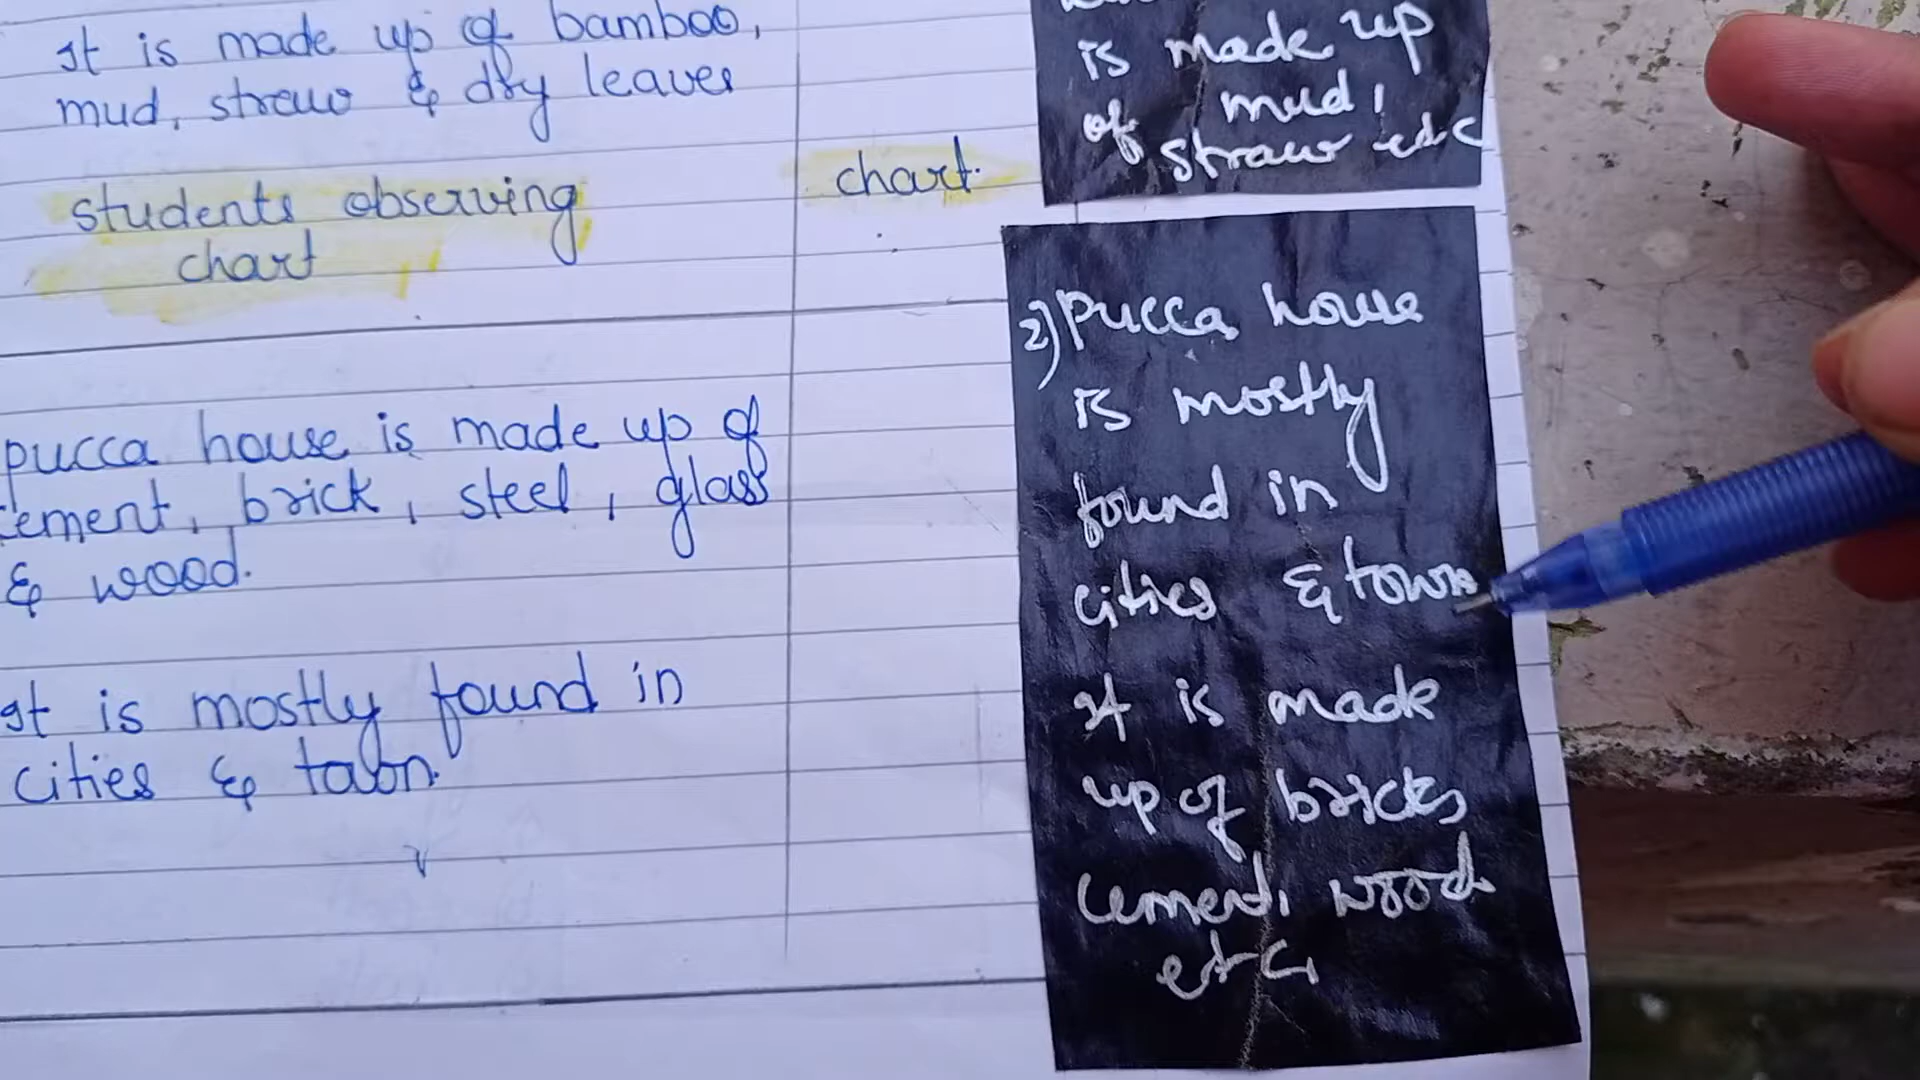 It is made up of bamboo,
mud, straw & dry leaves
students observing
chart
chart.
pucca house is made up of
cement, brick, steel, glass
& wood.
It is mostly found in
cities & town.
is made up
of mud,
straw etc
2) Pucca house
is mostly
found in
cities & town
It is made
up of bricks
cement, wood
etc,